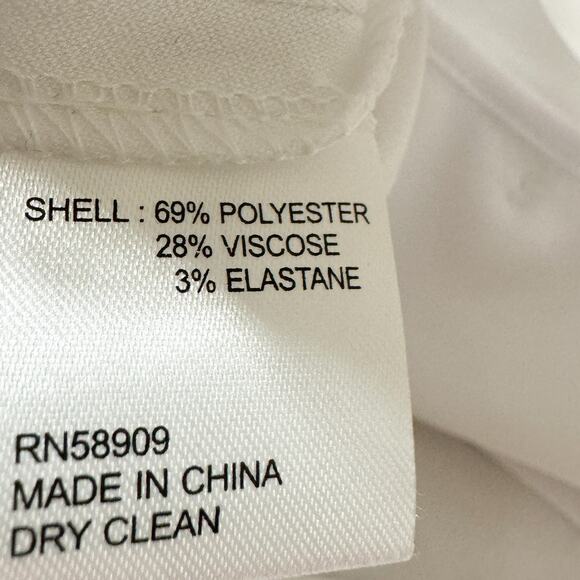 SHELL : 69% POLYESTER
28% VISCOSE
3% ELASTANE
RN58909
MADE IN CHINA
DRY CLEAN